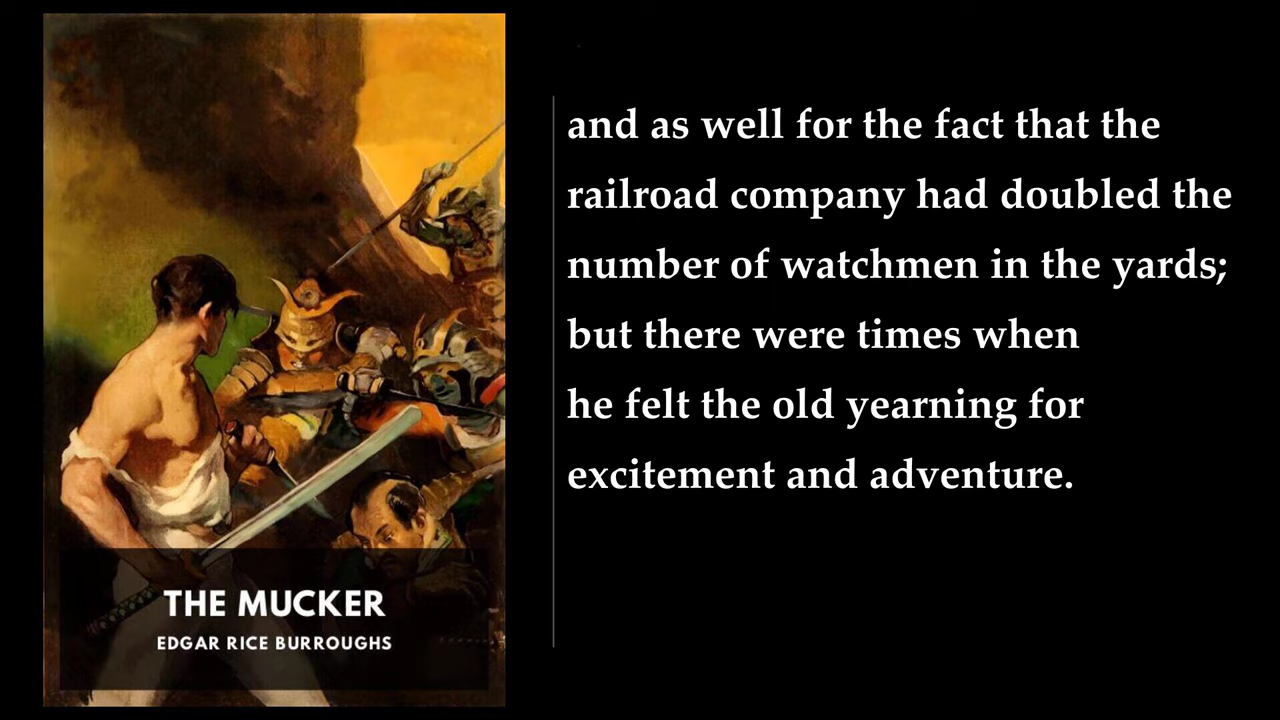 THE MUCKER
EDGAR RICE BURROUGHS
and as well for the fact that the
railroad company had doubled the
number of watchmen in the yards;
but there were times when
he felt the old yearning for
excitement and adventure.